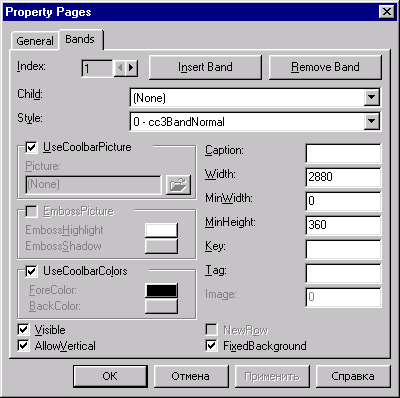 Property Pages
General Bands
Index: 1 Insert Band Remove Band
Child: (None)
Style: 0 - cc3BandNormal
UseCoolbarPicture Caption:
Picture: Width: 2880
(None) MinWidth: 0
EmbossPicture MinHeight: 360
EmbossHighlight Key:
EmbossShadow
UseCoolbarColors Tag:
ForeColor: Image: 0
BackColor:
Visible NewRow
AllowVertical FixedBackground
OK Отмена Применить Справка